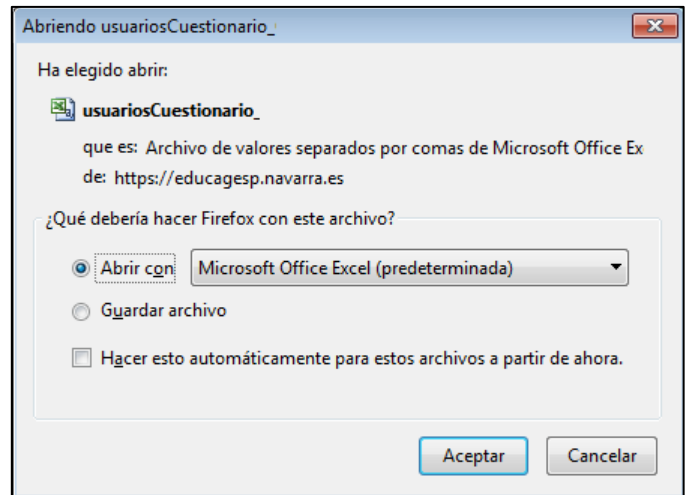 Abriendo usuariosCuestionario_
Ha elegido abrir:
usuariosCuestionario_
que es: Archivo de valores separados por comas de Microsoft Office Ex
de: https://educagesp.navarra.es
¿Qué debería hacer Firefox con este archivo?
Abrir con Microsoft Office Excel (predeterminada)
Guardar archivo
Hacer esto automáticamente para estos archivos a partir de ahora.
Aceptar Cancelar